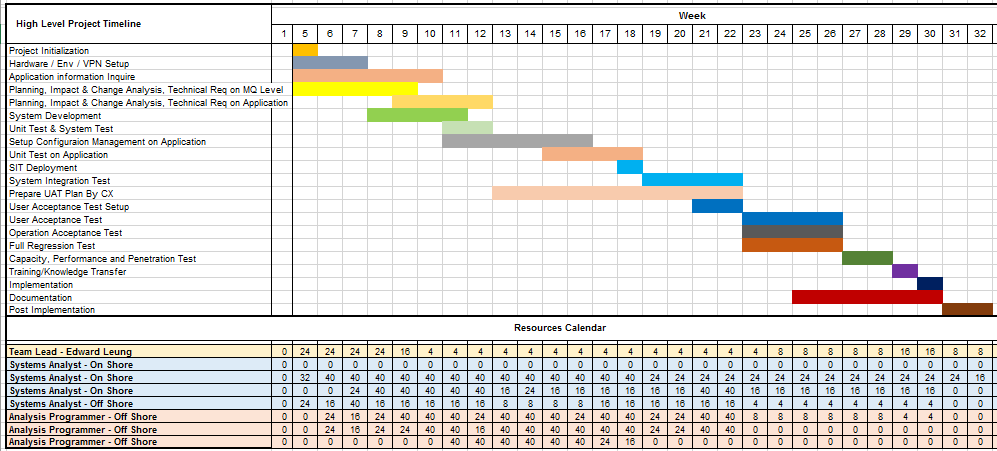 High Level Project Timeline
Week
1 5 6 7 8 9 10 11 12 13 14 15 16 17 18 19 20 21 22 23 24 25 26 27 28 29 30 31 32
Project Initialization
Hardware / Env / VPN Setup
Application information Inquire
Planning, Impact & Change Analysis, Technical Req on MQ Level
Planning, Impact & Change Analysis, Technical Req on Application
System Development
Unit Test & System Test
Setup Configuraion Management on Application
Unit Test on Application
SIT Deployment
System Integration Test
Prepare UAT Plan By CX
User Acceptance Test Setup
User Acceptance Test
Operation Acceptance Test
Full Regression Test
Capacity, Performance and Penetration Test
Training/Knowledge Transfer
Implementation
Documentation
Post Implementation
Resources Calendar
Team Lead - Edward Leung 0 24 24 24 24 16 4 4 4 4 4 4 4 4 4 4 4 4 4 4 8 8 8 8 8 16 16 8 8
Systems Analyst - On Shore 0 0 0 0 0 0 0 0 0 0 0 0 0 0 0 0 0 0 0 0 0 0 0 0 0 0 0 0 0
Systems Analyst - On Shore 0 32 40 40 40 40 40 40 40 40 40 40 40 40 40 24 24 24 24 24 24 24 24 24 24 24 24 24 16
Systems Analyst - On Shore 0 0 0 24 40 40 40 40 40 16 24 16 16 16 16 16 16 40 40 16 16 16 16 16 16 16 16 0 0
Systems Analyst - Off Shore 0 24 16 40 16 16 16 16 16 8 8 8 8 16 16 16 16 40 40 4 4 4 4 4 4 4 4 0 0
Analysis Programmer - Off Shore 0 0 24 16 24 40 40 40 24 40 40 40 24 40 40 24 24 40 40 8 8 8 8 8 8 4 4 0 0
Analysis Programmer - Off Shore 0 0 24 16 24 24 40 40 16 40 40 40 40 40 40 24 24 40 40 0 0 0 0 0 0 0 0 0 0
Analysis Programmer - Off Shore 0 0 0 0 0 0 0 40 40 40 40 40 40 24 16 0 0 0 0 0 0 0 0 0 0 0 0 0 0